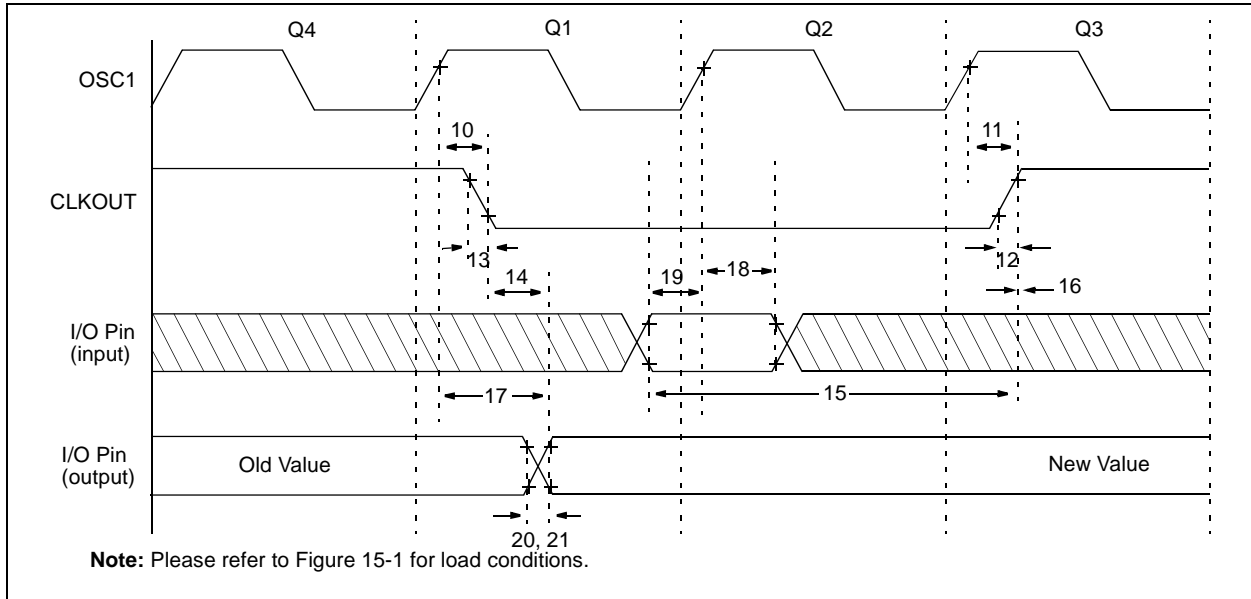 Q4 Q1 Q2 Q3
OSC1
10 11
CLKOUT
13 12
14 19 18 16
I/O Pin
(input)
17 15
I/O Pin
(output)
Old Value New Value
20, 21
Note: Please refer to Figure 15-1 for load conditions.